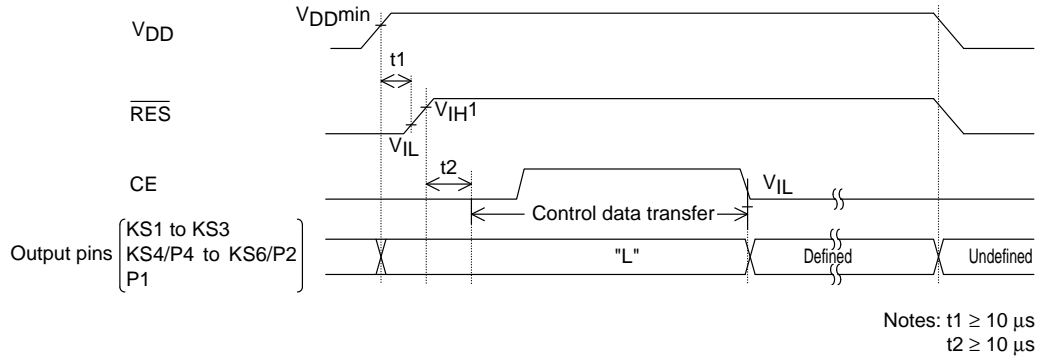 VDD
VDDmin
t1
RES
VIH1
VIL
t2
CE
VIL
Control data transfer
Output pins
KS1 to KS3
KS4/P4 to KS6/P2
P1
"L"
Defined
Undefined
Notes: t1 ≥ 10 µs
t2 ≥ 10 µs